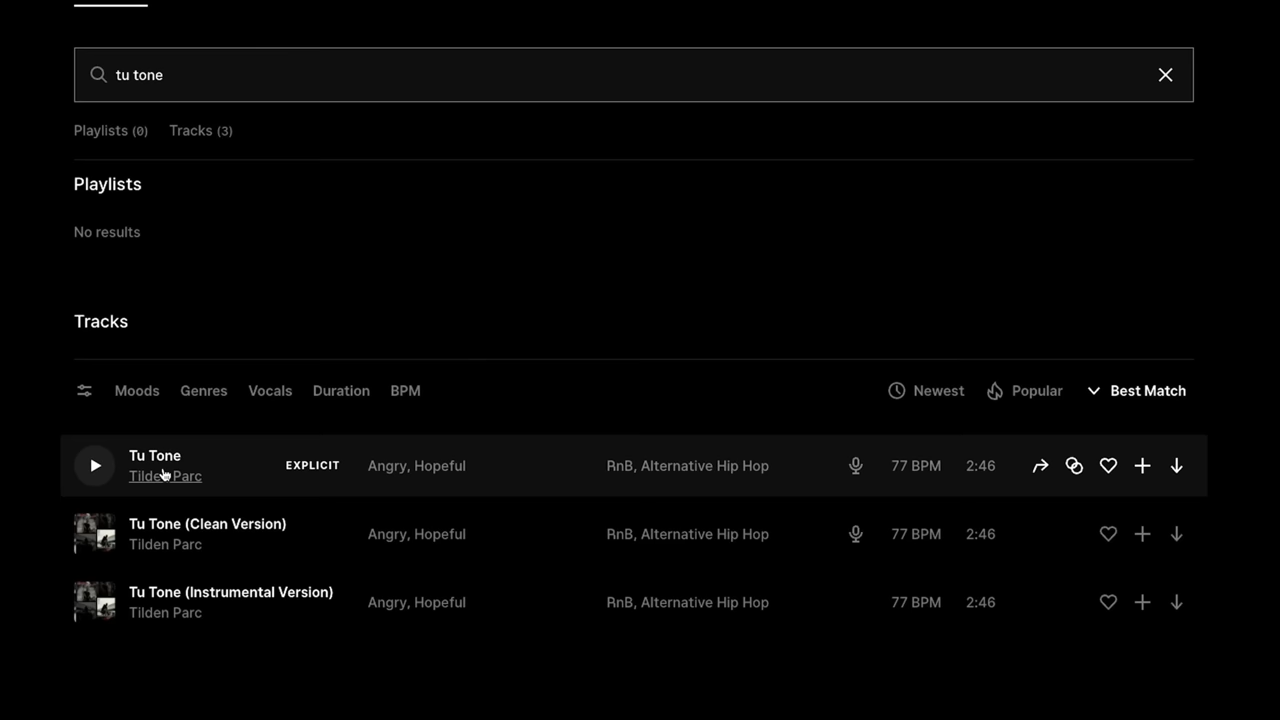 tu tone
Playlists (0) Tracks (3)
Playlists
No results
Tracks
Moods Genres Vocals Duration BPM Newest Popular Best Match
Tu Tone
Tilden Parc
EXPLICIT Angry, Hopeful RnB, Alternative Hip Hop 77 BPM 2:46
Tu Tone (Clean Version)
Tilden Parc
Angry, Hopeful RnB, Alternative Hip Hop 77 BPM 2:46
Tu Tone (Instrumental Version)
Tilden Parc
Angry, Hopeful RnB, Alternative Hip Hop 77 BPM 2:46